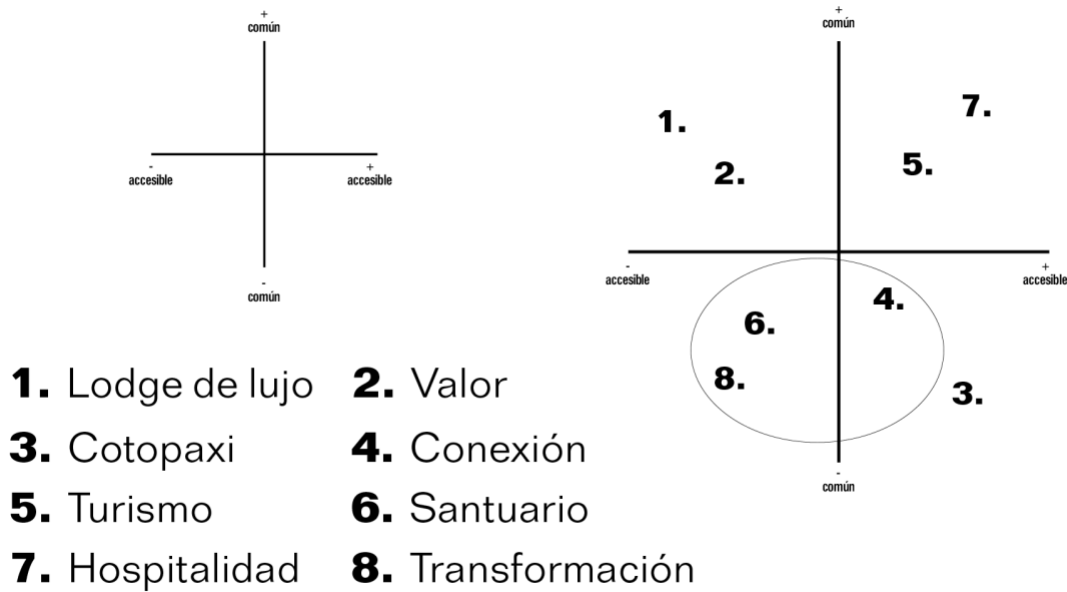 +
común
-
accesible
+
accesible
-
común
+
común
1.
7.
2.
5.
-
accesible
+
accesible
4.
6.
8.
3.
-
común
1. Lodge de lujo
2. Valor
3. Cotopaxi
4. Conexión
5. Turismo
6. Santuario
7. Hospitalidad
8. Transformación